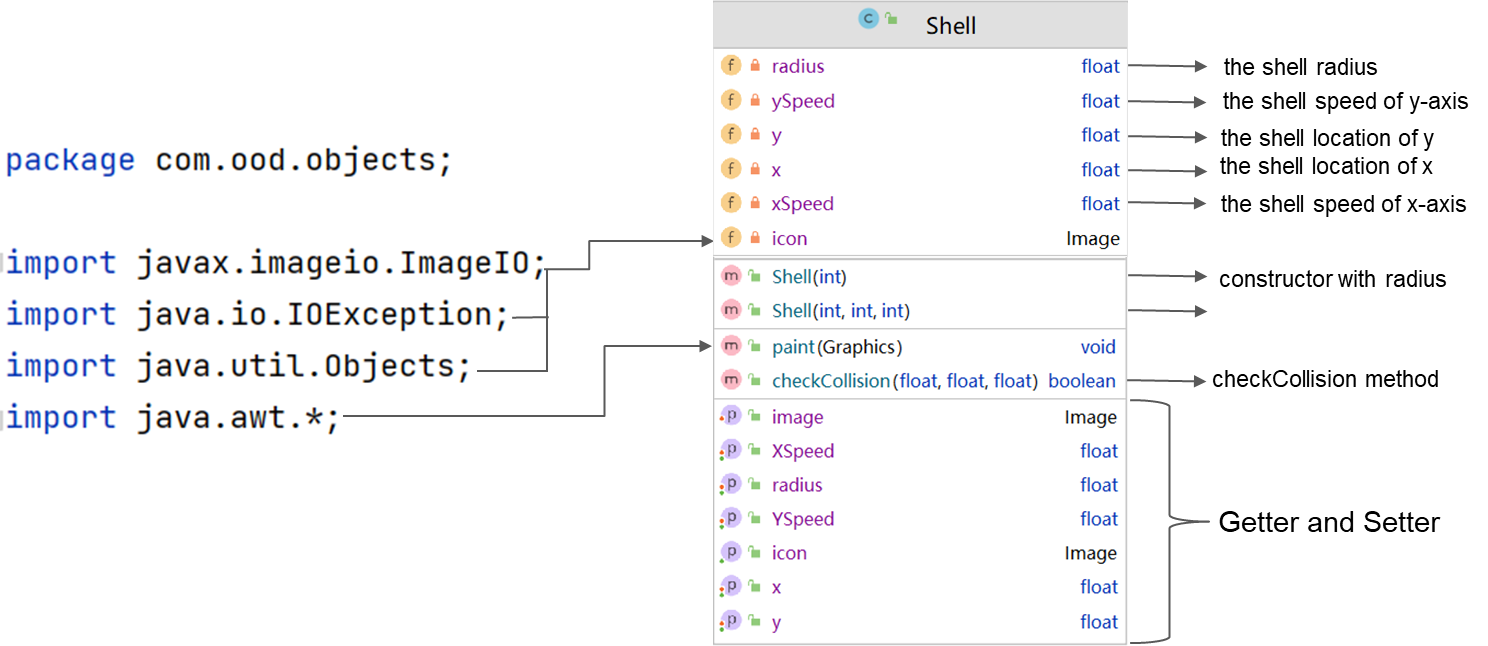 package com.ood.objects;
import javax.imageio.ImageIO;
import java.io.IOException;
import java.util.Objects;
import java.awt.*;
C Shell
f radius float the shell radius
f ySpeed float the shell speed of y-axis
f y float the shell location of y
f x float the shell location of x
f xSpeed float the shell speed of x-axis
f icon Image
m Shell(int) constructor with radius
m Shell(int, int, int)
m paint(Graphics) void
m checkCollision(float, float, float) boolean checkCollision method
p image Image
p XSpeed float
p radius float
p YSpeed float
p icon Image
p x float
p y float
Getter and Setter